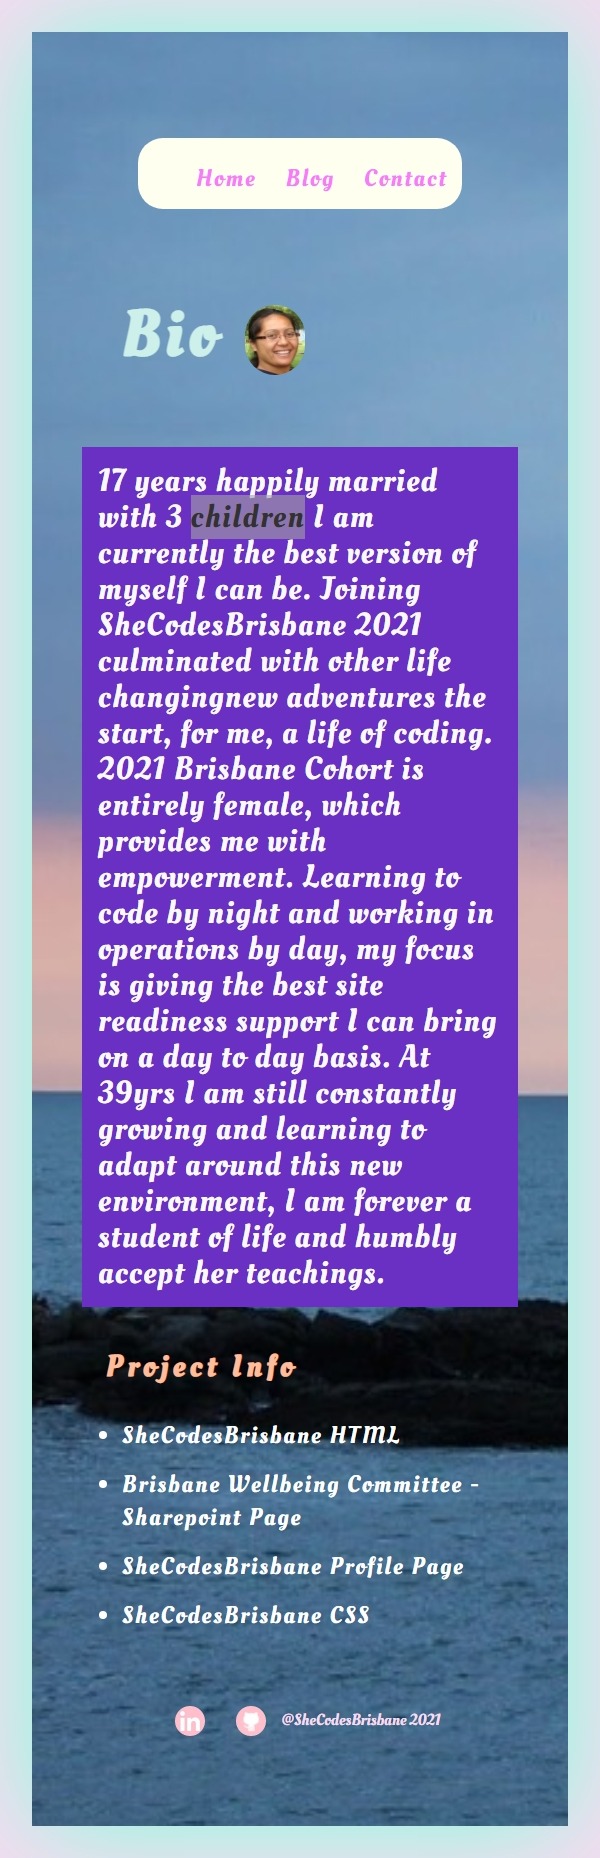 Home Blog Contact
Bio
17 years happily married
with 3 children I am
currently the best version of
myself I can be. Joining
SheCodesBrisbane 2021
culminated with other life
changingnew adventures the
start, for me, a life of coding.
2021 Brisbane Cohort is
entirely female, which
provides me with
empowerment. Learning to
code by night and working in
operations by day, my focus
is giving the best site
readiness support I can bring
on a day to day basis. At
39yrs I am still constantly
growing and learning to
adapt around this new
environment, I am forever a
student of life and humbly
accept her teachings.
Project Info
• SheCodesBrisbane HTML
• Brisbane Wellbeing Committee -
Sharepoint Page
• SheCodesBrisbane Profile Page
• SheCodesBrisbane CSS
in @SheCodesBrisbane 2021